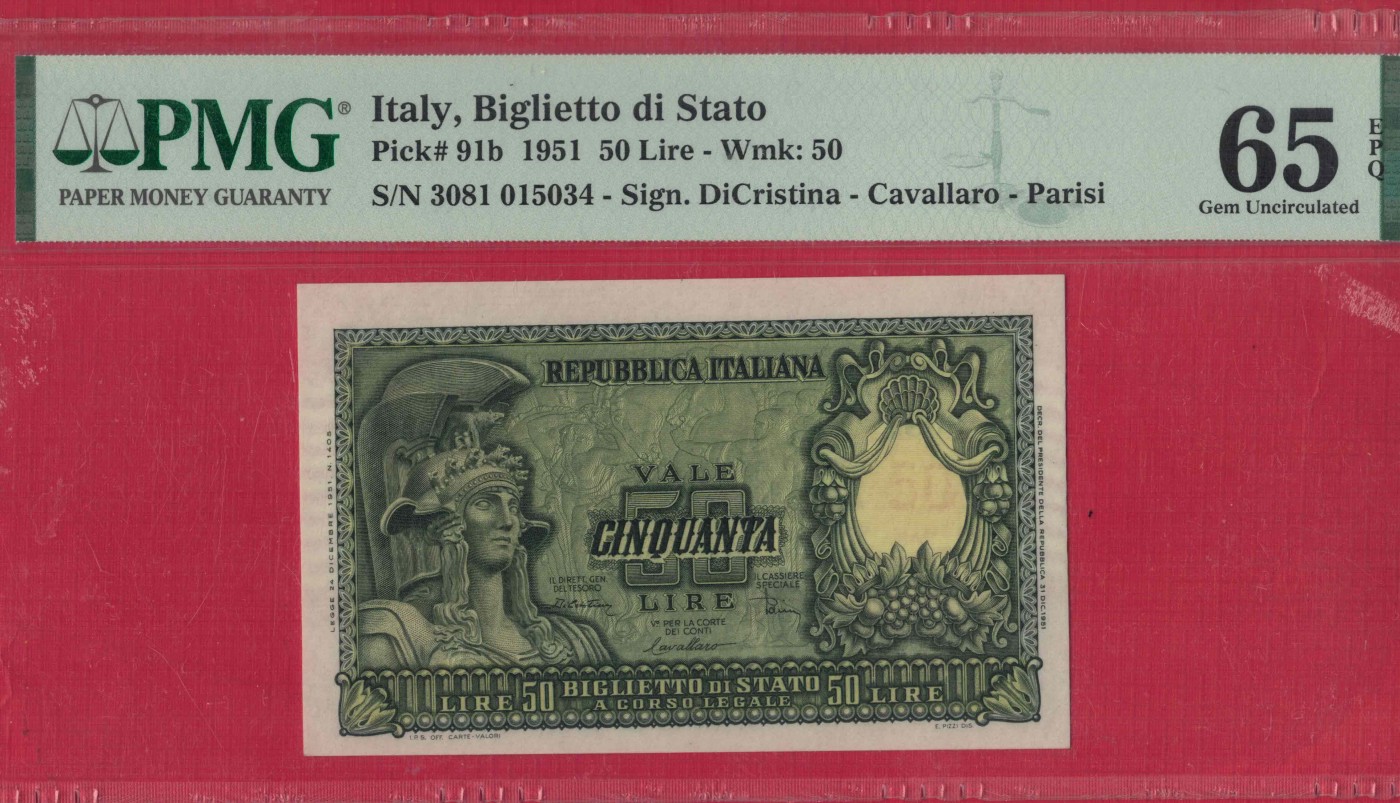 PMG®
PAPER MONEY GUARANTY
Italy, Biglietto di Stato
Pick# 91b 1951 50 Lire - Wmk: 50
S/N 3081 015034 - Sign. DiCristina - Cavallaro - Parisi
65
EPQ
Gem Uncirculated
REPUBBLICA ITALIANA
VALE
50
CINQUANTA
LIRE
IL DIRETT. GEN.
DEL TESORO
IL CASSIERE
SPECIALE
Vº PER LA CORTE
DEI CONTI
Cavallaro
LEGGE 24 DICEMBRE 1951 N. 1405
DECR. DEL PRESIDENTE DELLA REPUBBLICA 31 DIC. 1951
LIRE 50 BIGLIETTO DI STATO 50 LIRE
A CORSO LEGALE
I.P.S. OFF. CARTE-VALORI
E. PIZZI DIS.